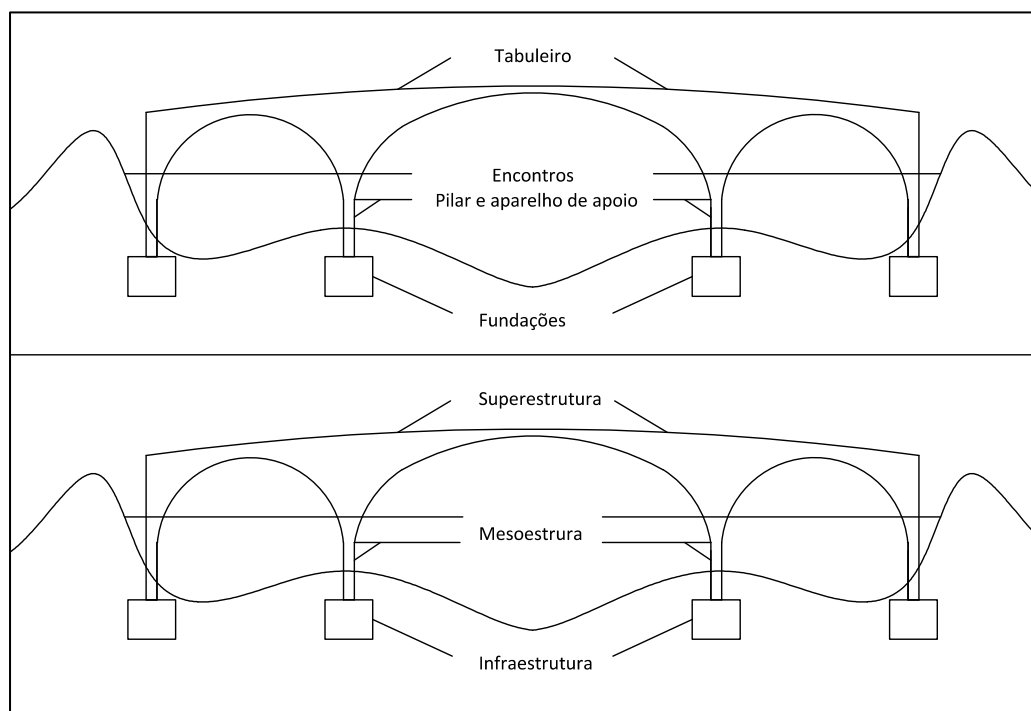 Tabuleiro
Encontros
Pilar e aparelho de apoio
Fundações
Superestrutura
Mesoestrura
Infraestrutura